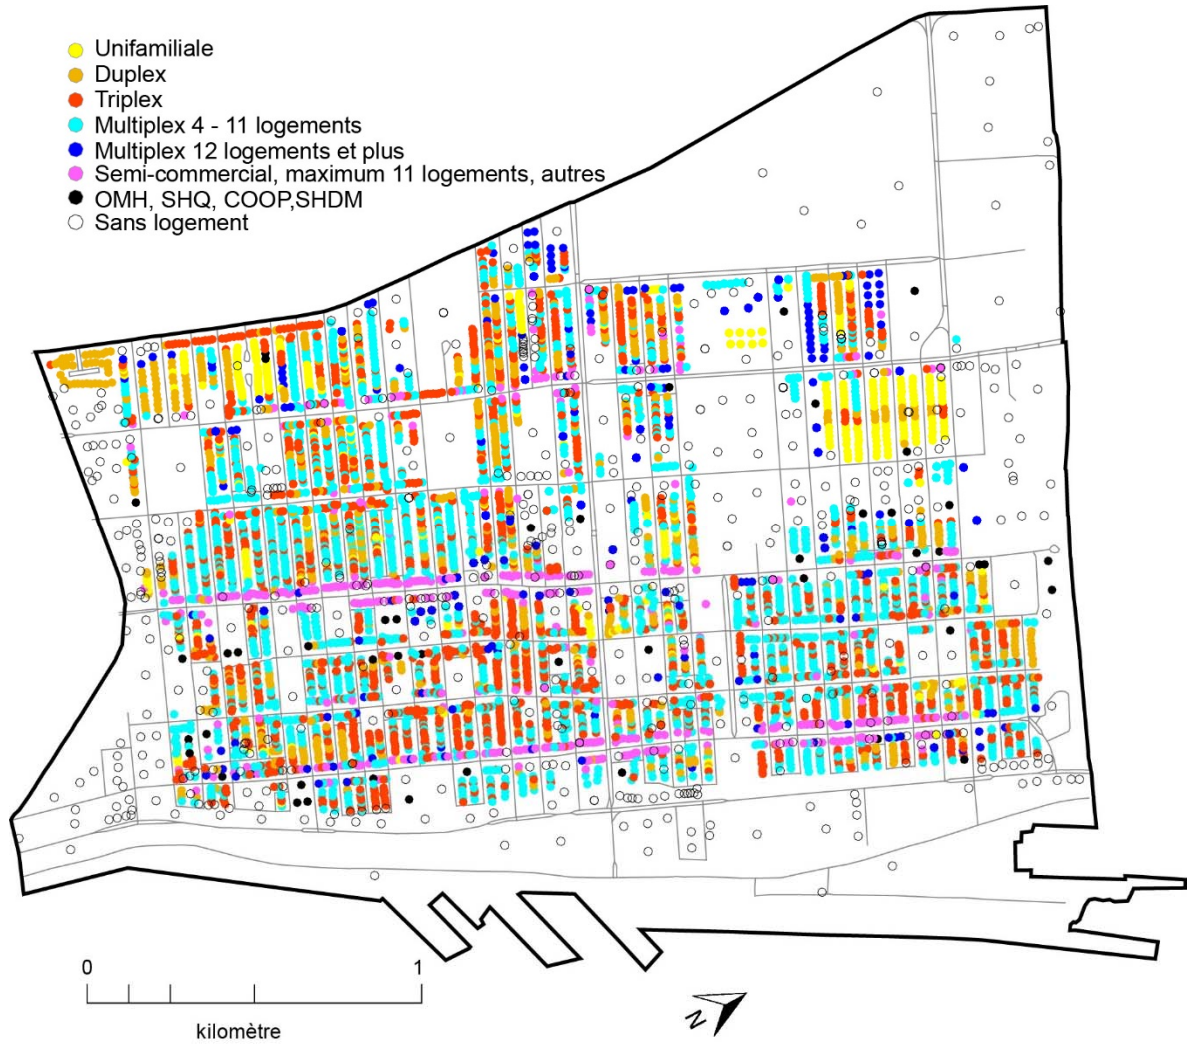 Unifamiliale
Duplex
Triplex
Multiplex 4 - 11 logements
Multiplex 12 logements et plus
Semi-commercial, maximum 11 logements, autres
OMH, SHQ, COOP,SHDM
Sans logement
0 1
kilomètre
N